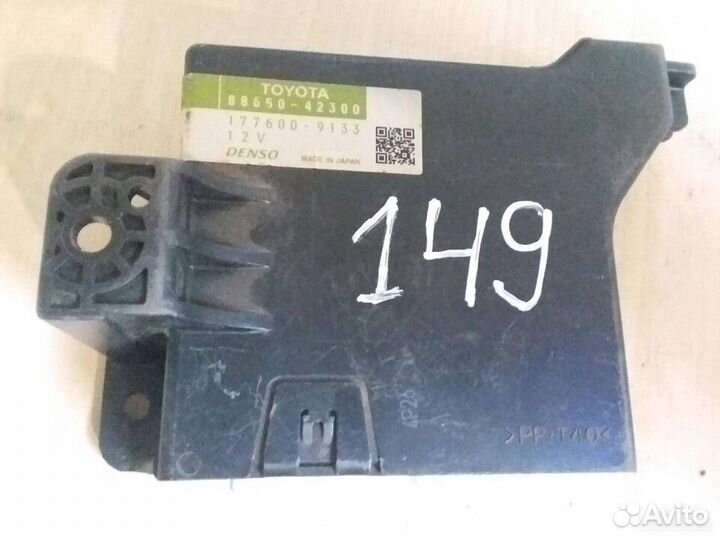 TOYOTA
88650-42300
177600-9133
12V
DENSO MADE IN JAPAN
149
>PP-T40<
Avito